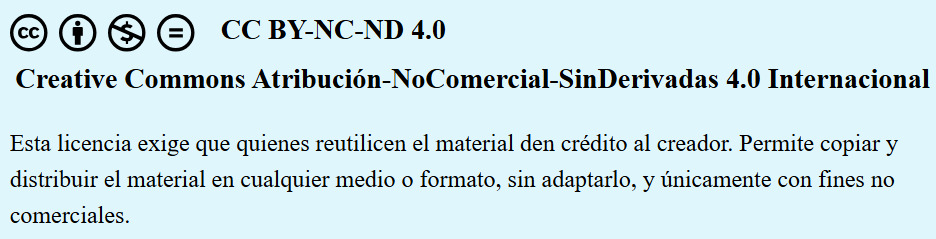 cc CC BY-NC-ND 4.0
Creative Commons Atribución-NoComercial-SinDerivadas 4.0 Internacional
Esta licencia exige que quienes reutilicen el material den crédito al creador. Permite copiar y
distribuir el material en cualquier medio o formato, sin adaptarlo, y únicamente con fines no
comerciales.